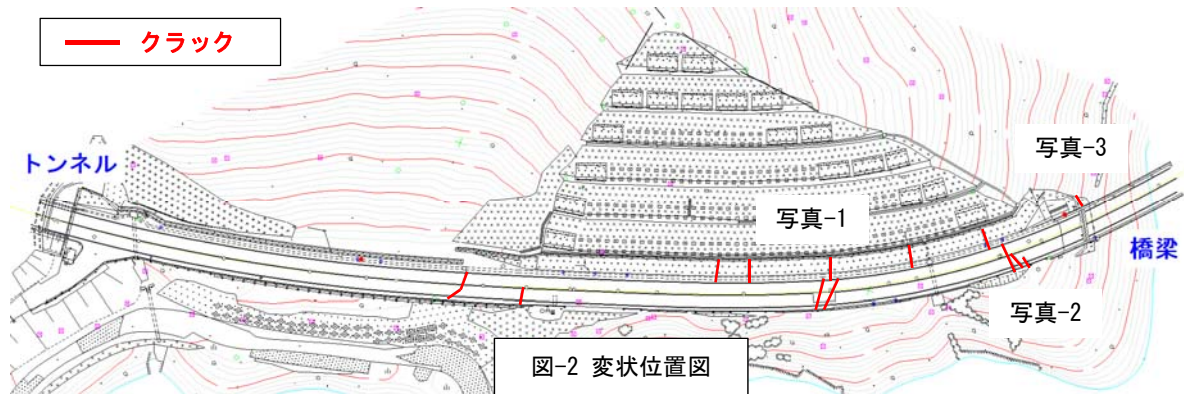 クラック
トンネル
写真-3
写真-1
橋梁
写真-2
図-2 変状位置図